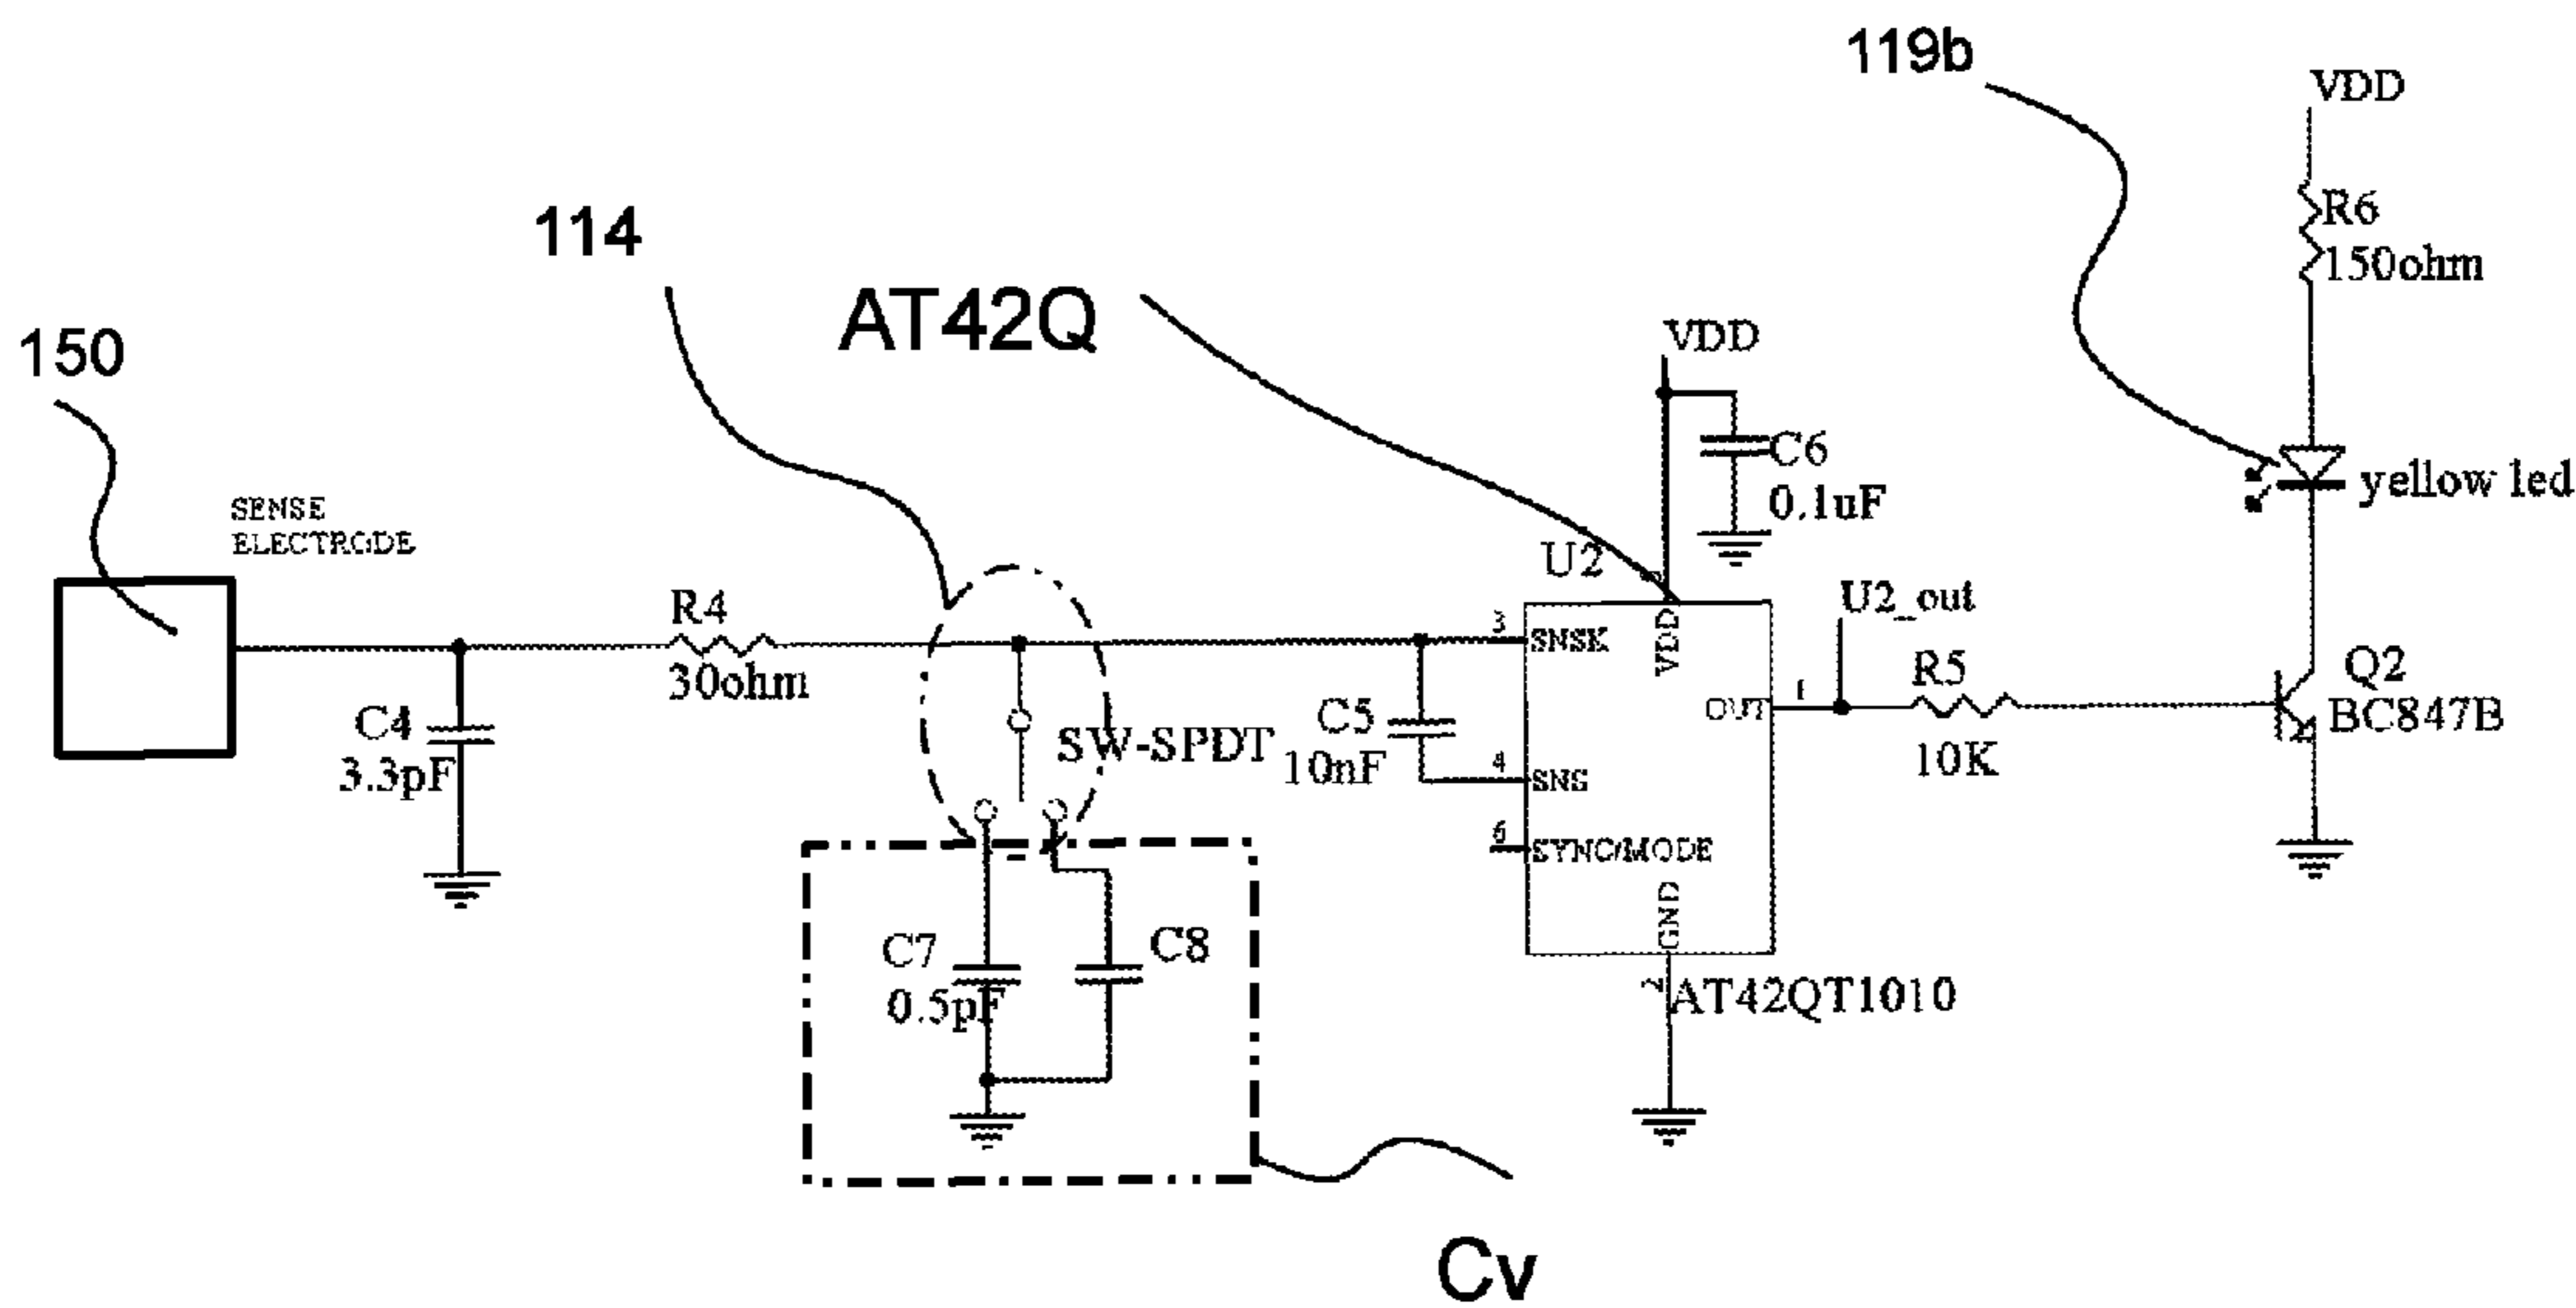 119b
VDD
R6
150ohm
114
AT42Q
150
VDD
C6
0.1uF
yellow led
SENSE
ELECTRODE
U2
R4
30ohm
3
SNSK
VDD
U2_out
R5
10K
OUT
1
Q2
BC847B
C4
3.3pF
SW-SPDT
C5
10nF
4
SNS
6
SYNC/MODE
GND
2
AT42QT1010
C7
0.5pF
C8
Cv